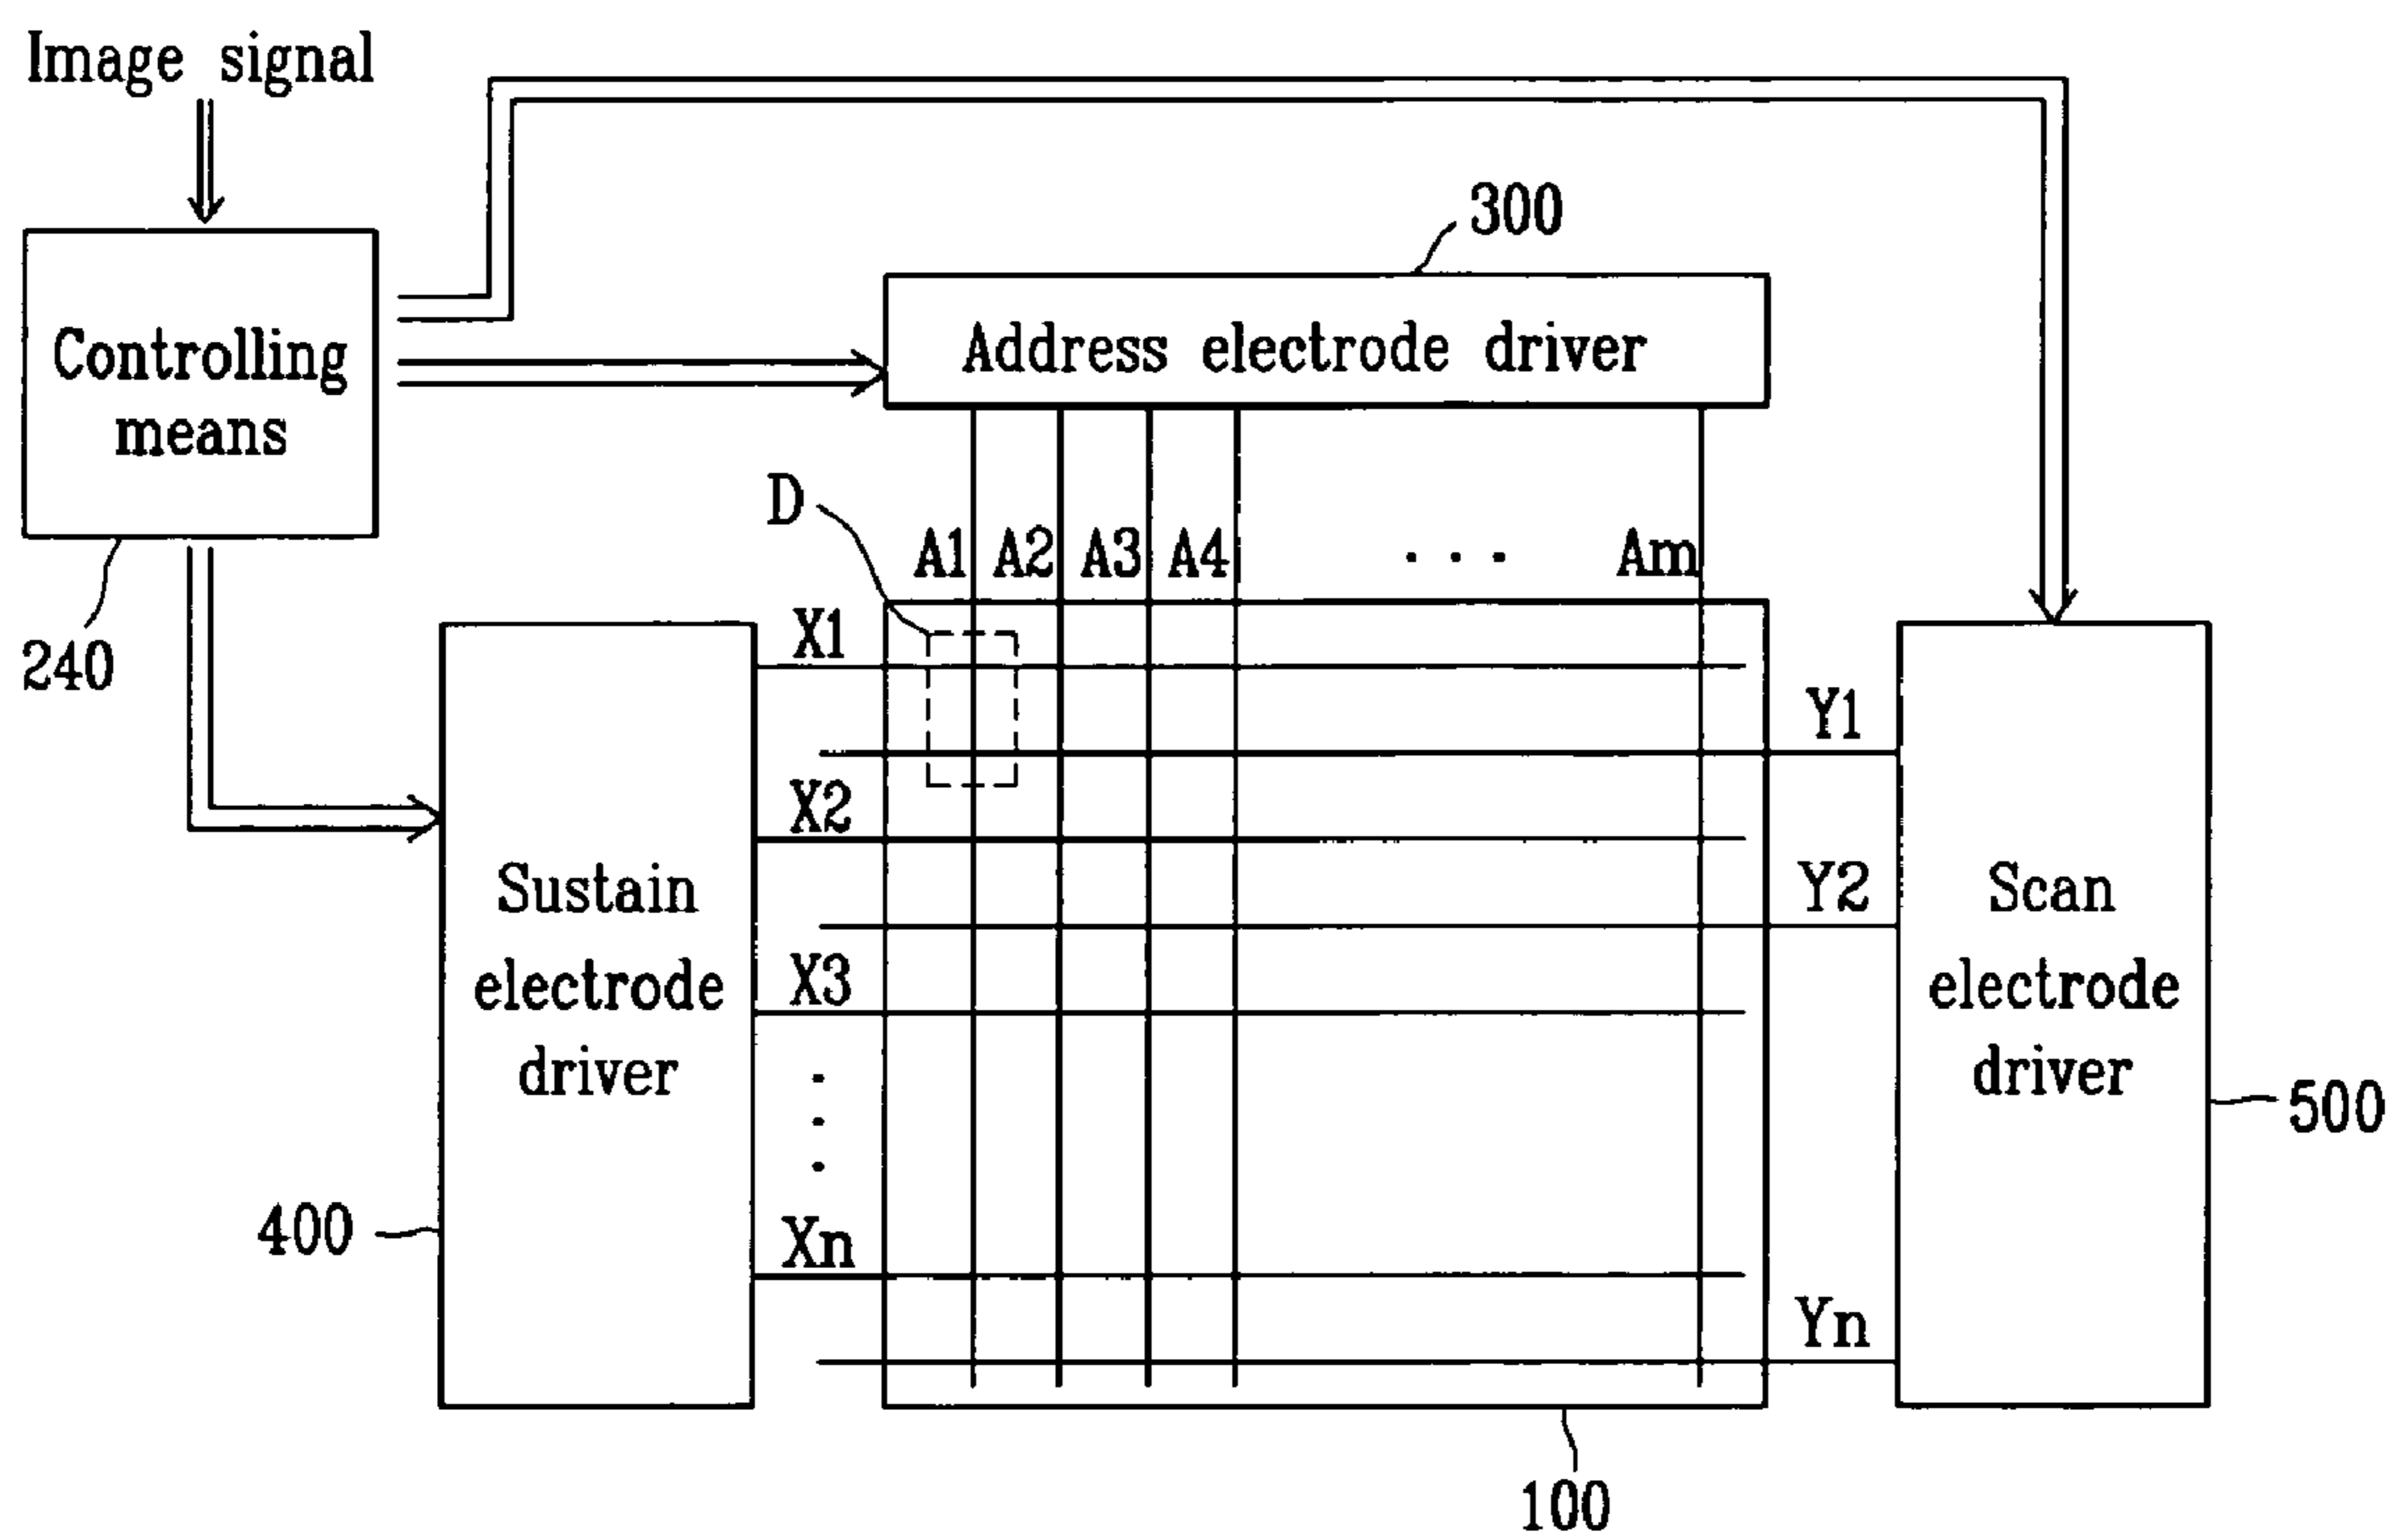 Image signal
300
Controlling
means
Address electrode driver
D
A1 A2 A3 A4 . . . Am
240
X1
Y1
X2
Y2
X3
Sustain
electrode
driver
Scan
electrode
driver
500
400
Xn
Yn
100